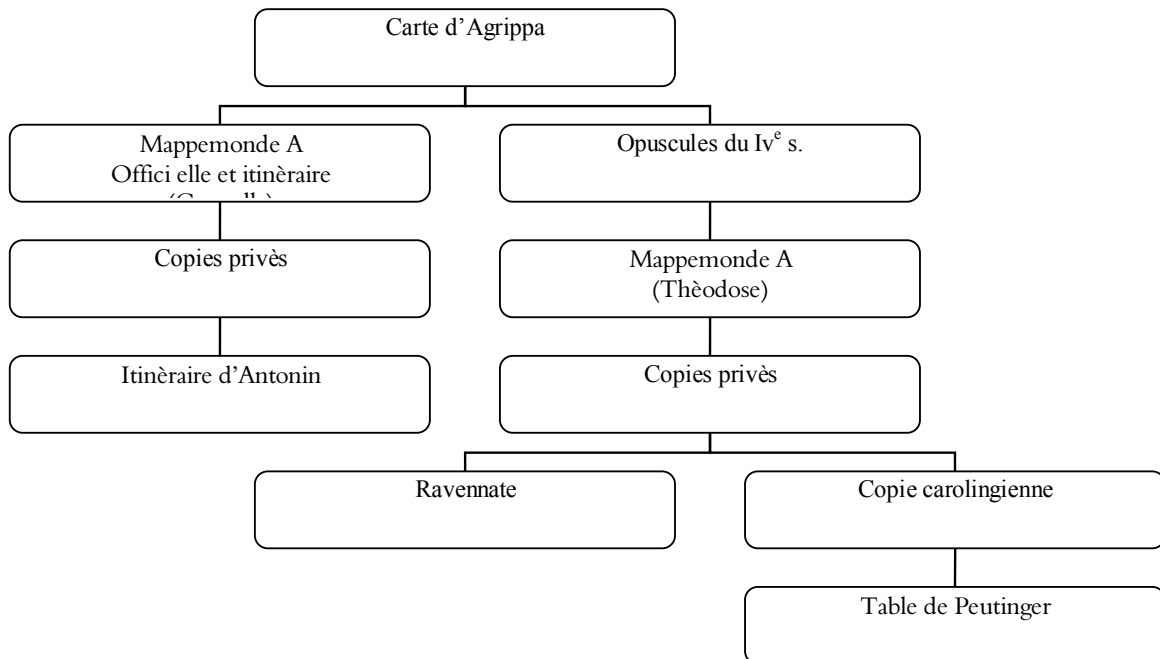 Carte d’Agrippa
Mappemonde A
Offici elle et itinèraire
Opuscules du Ivᵉ s.
Copies privès
Mappemonde A
(Thèodose)
Itinèraire d’Antonin
Copies privès
Ravennate
Copie carolingienne
Table de Peutinger